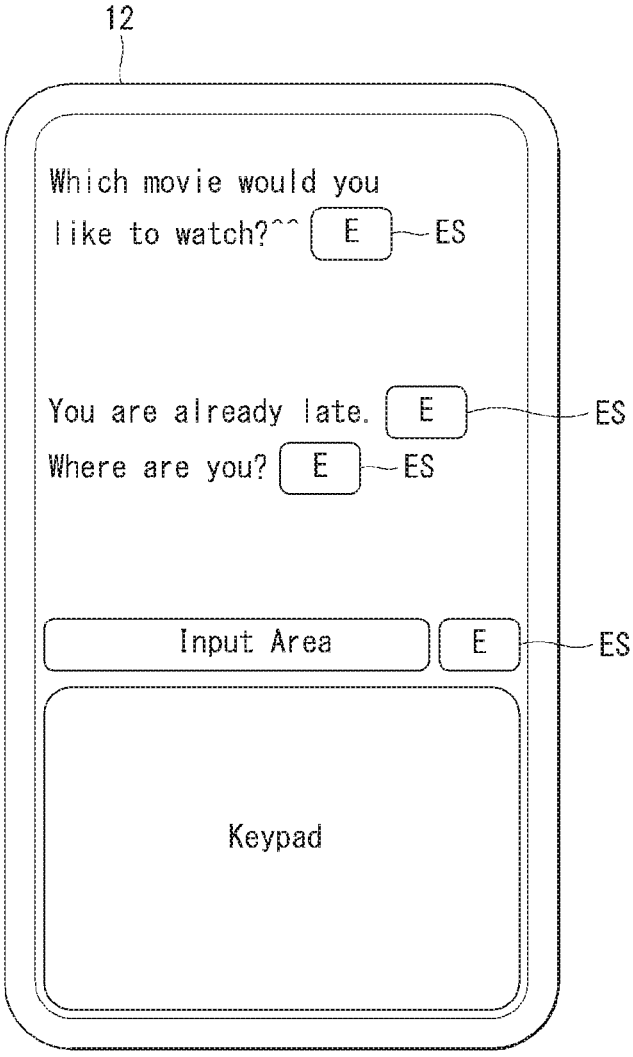 12
Which movie would you
like to watch?^^ E ES
You are already late. E ES
Where are you? E ES
Input Area E ES
Keypad